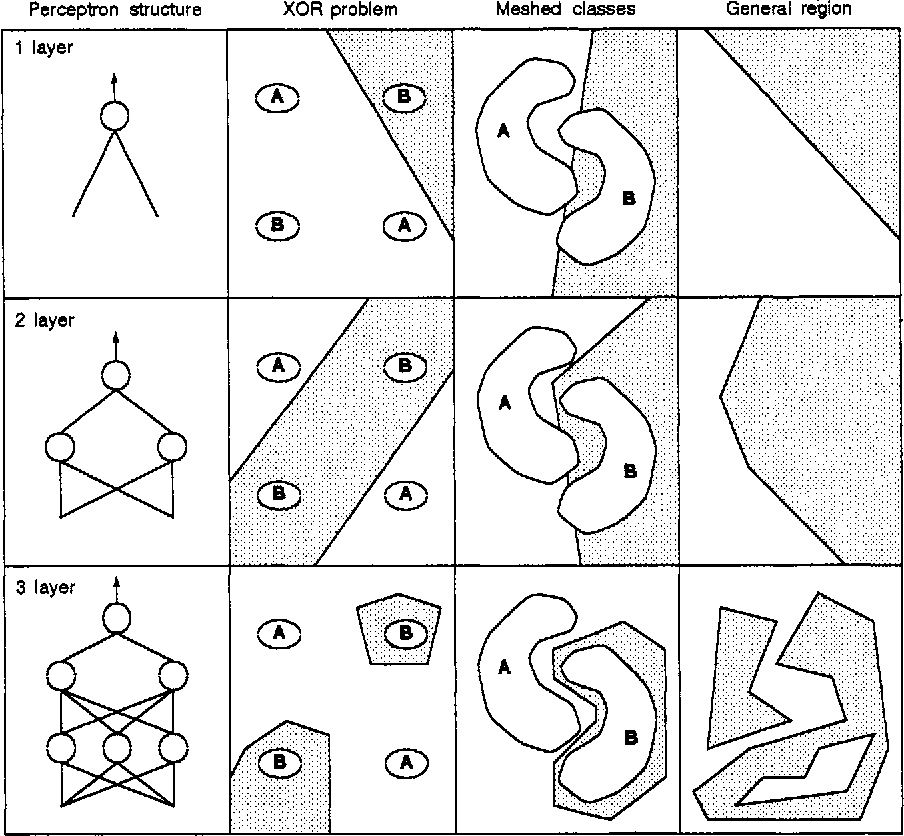 Perceptron structure XOR problem Meshed classes General region
1 layer
A B
A
B A
B
2 layer
A B
A
B A
B
3 layer
A B
A
B A
B